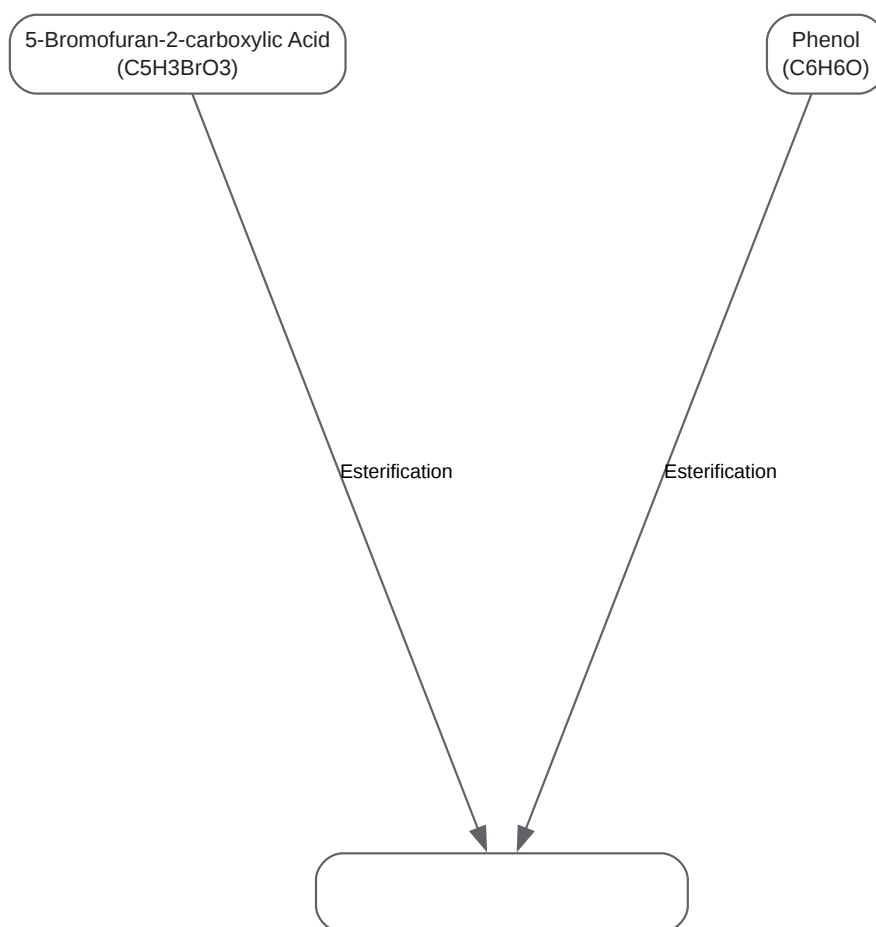 5-Bromofuran-2-carboxylic Acid
(C5H3BrO3)
Phenol
(C6H6O)
Esterification
Esterification